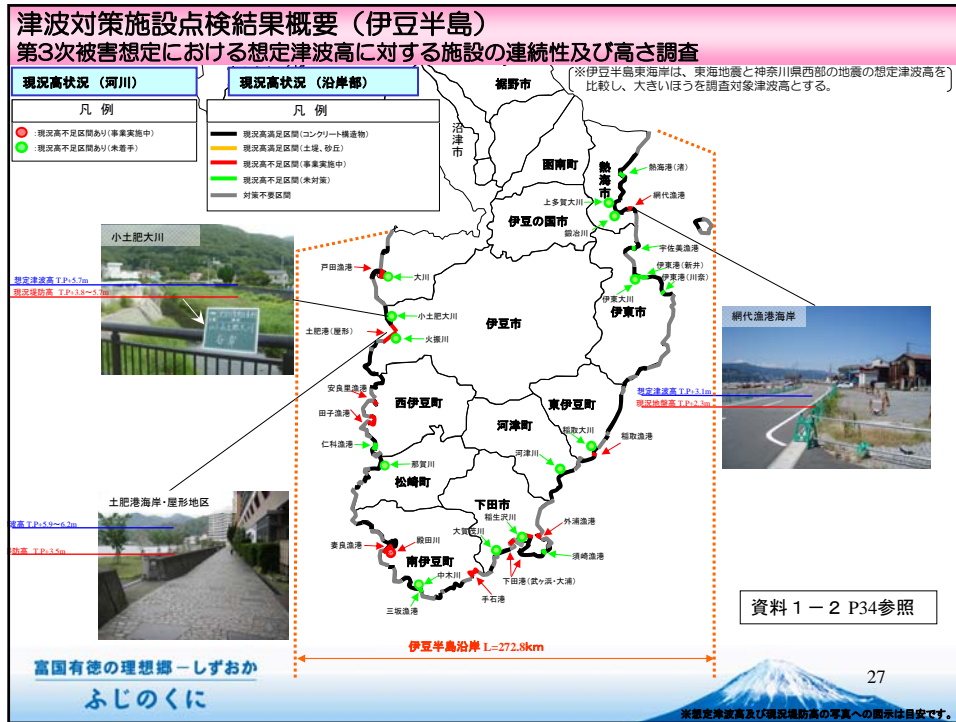 津波対策施設点検結果概要（伊豆半島）
第3次被害想定における想定津波高に対する施設の連続性及び高さ調査
現況高状況（河川）
凡 例
:現況高不足区間あり(事業実施中)
:現況高不足区間あり(未着手)
現況高状況（沿岸部）
凡 例
現況高満足区間(コンクリート構造物)
現況高満足区間(土堤、砂丘)
現況高不足区間(事業実施中)
現況高不足区間(未対策)
対策不要区間
※伊豆半島東海岸は、東海地震と神奈川県西部の地震の想定津波高を
比較し、大きいほうを調査対象津波高とする。
裾野市
沼津市
函南町
熱海市
熱海港(渚)
上多賀大川
網代漁港
鍛冶川
伊豆の国市
宇佐美漁港
伊東港(新井)
伊東港(川奈)
伊東大川
伊東市
小土肥大川
想定津波高 T.P+5.7m
現況堤防高 T.P+3.8～5.7m
戸田漁港
大川
小土肥大川
土肥港(屋形)
火振川
伊豆市
網代漁港海岸
想定津波高 T.P+3.1m
現況地盤高 T.P+2.3m
安良里漁港
田子漁港
西伊豆町
東伊豆町
河津町
稲取大川
稲取漁港
仁科漁港
那賀川
河津川
松崎町
土肥港海岸・屋形地区
波高 T.P+5.9～6.2m
防高 T.P+3.5m
下田市
稲生沢川
外浦漁港
大賀茂川
須崎漁港
妻良漁港
殿田川
南伊豆町
中木川
下田港(武ヶ浜・大浦)
手石港
三坂漁港
資料１－２ P34参照
伊豆半島沿岸 L=272.8km
富国有徳の理想郷－しずおか
ふじのくに
27
※想定津波高及び現況堤防高の写真への図示は目安です。